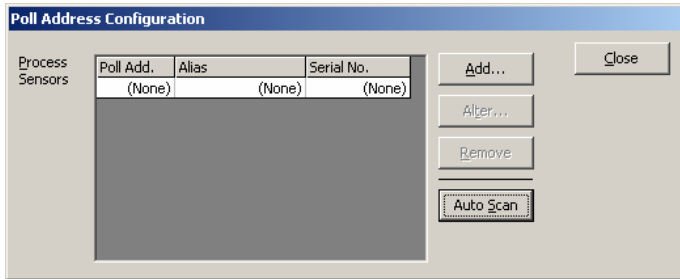 Poll Address Configuration
Process
Sensors
Poll Add. Alias Serial No.
(None) (None) (None)
Add...
Alter...
Remove
Auto Scan
Close